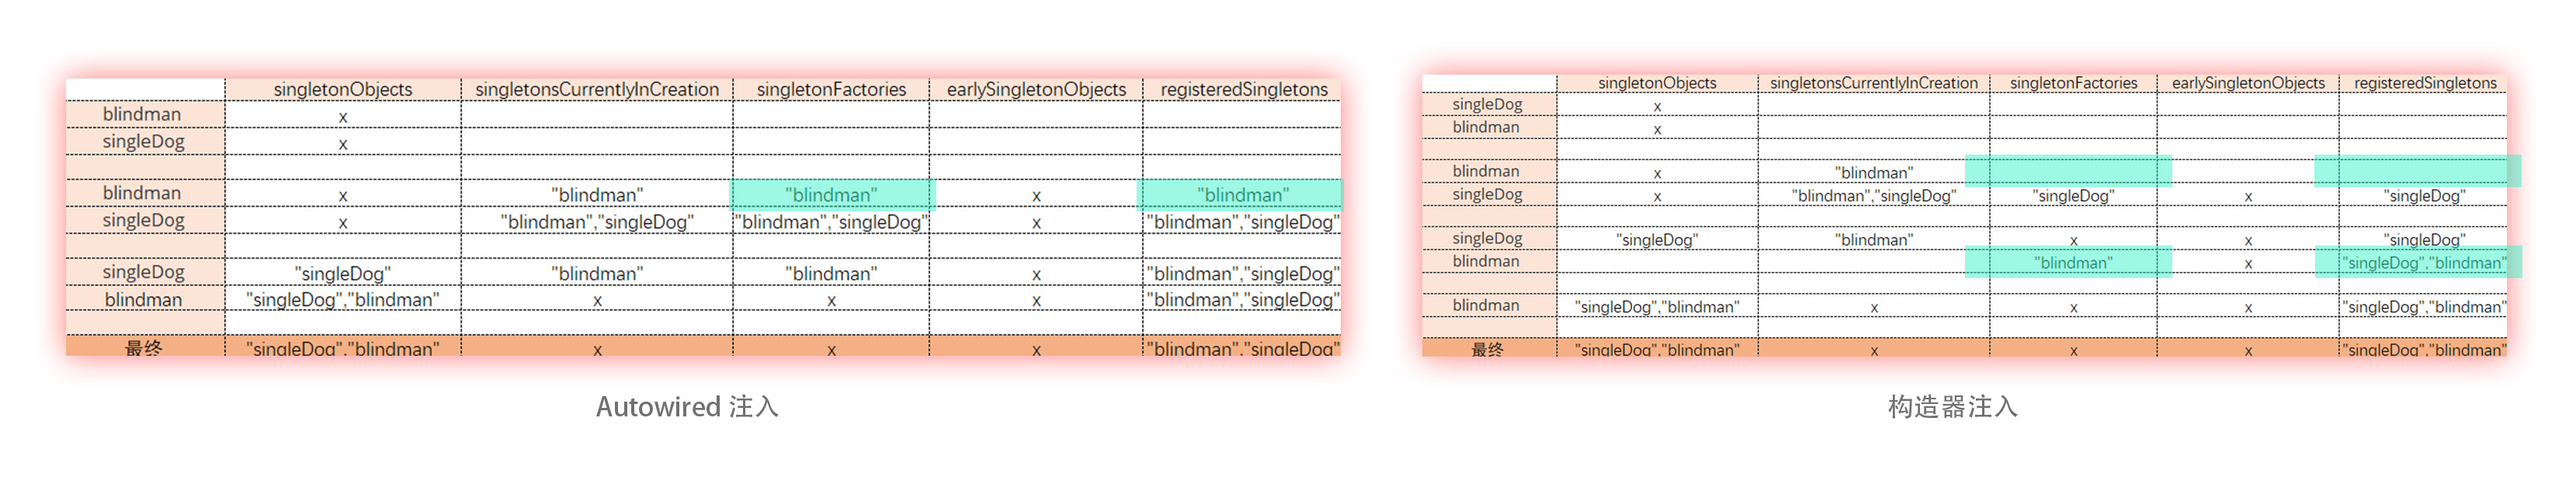 singletonObjects singletonsCurrentlyInCreation singletonFactories earlySingletonObjects registeredSingletons
blindman x
singleDog x
blindman x "blindman" "blindman" x "blindman"
singleDog x "blindman","singleDog" "blindman","singleDog" x "blindman","singleDog"
singleDog "singleDog" "blindman" "blindman" x "blindman","singleDog"
blindman "singleDog","blindman" x x x "blindman","singleDog"
最终 "singleDog","blindman" x x x "blindman","singleDog"
Autowired 注入
singletonObjects singletonsCurrentlyInCreation singletonFactories earlySingletonObjects registeredSingletons
singleDog x
blindman x
blindman x "blindman"
singleDog x "blindman","singleDog" "singleDog" x "singleDog"
singleDog "singleDog" "blindman" x x "singleDog"
blindman "blindman" x "singleDog","blindman"
blindman "singleDog","blindman" x x x "singleDog","blindman"
最终 "singleDog","blindman" x x x "singleDog","blindman"
构造器注入